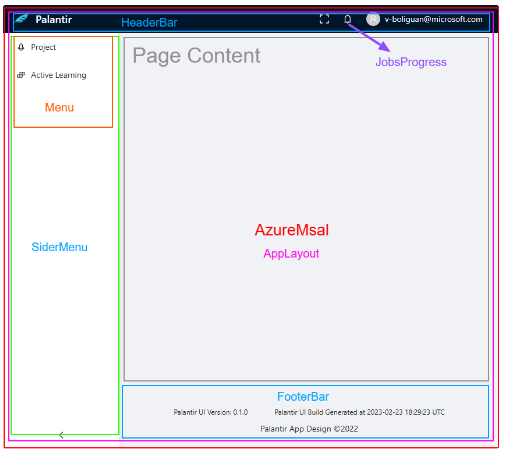 Palantir
HeaderBar
v-boliguan@microsoft.com
Project
Active Learning
Menu
Page Content
JobsProgress
AzureMsal
AppLayout
SiderMenu
FooterBar
Palantir UI Version: 0.1.0
Palantir UI Build Generated at 2023-02-23 18:29:23 UTC
Palantir App Design ©2022